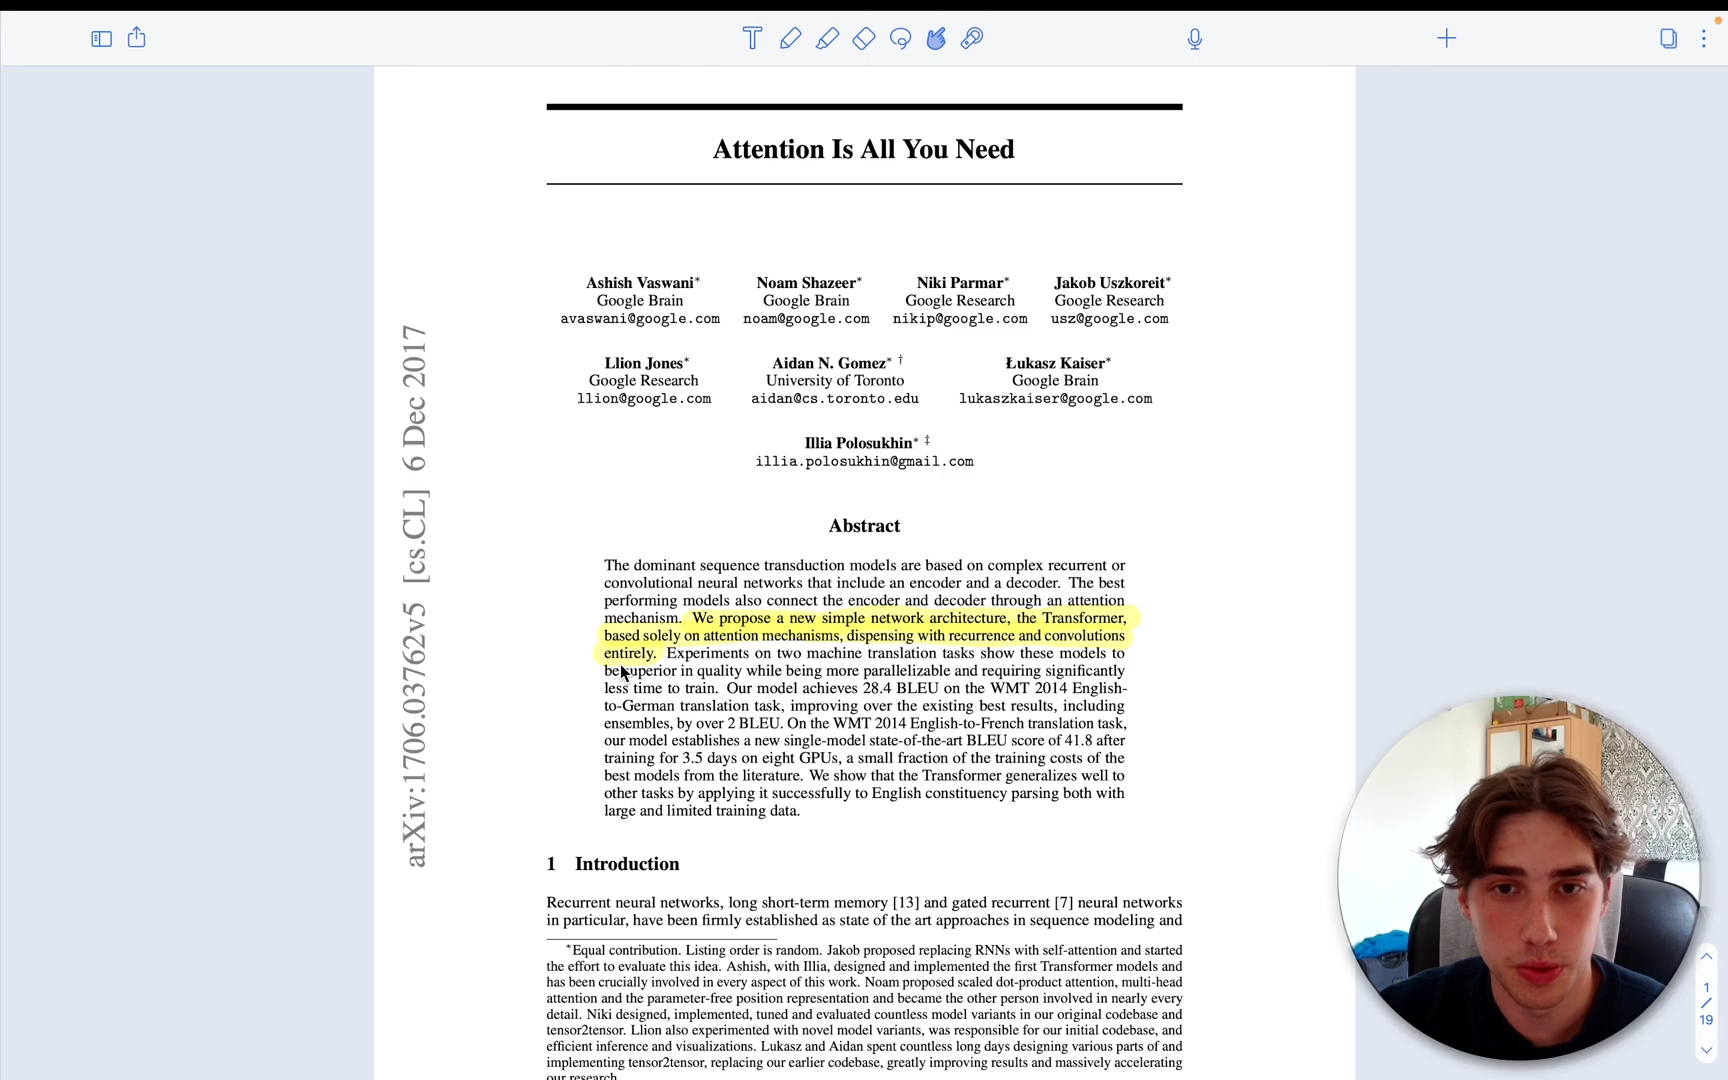 Attention Is All You Need
Ashish Vaswani* Noam Shazeer* Niki Parmar* Jakob Uszkoreit*
Google Brain Google Brain Google Research Google Research
avaswani@google.com noam@google.com nikip@google.com usz@google.com
Llion Jones* Aidan N. Gomez* † Łukasz Kaiser*
Google Research University of Toronto Google Brain
llion@google.com aidan@cs.toronto.edu lukaszkaiser@google.com
Illia Polosukhin* ‡
illia.polosukhin@gmail.com
arXiv:1706.03762v5 [cs.CL] 6 Dec 2017
Abstract
The dominant sequence transduction models are based on complex recurrent or
convolutional neural networks that include an encoder and a decoder. The best
performing models also connect the encoder and decoder through an attention
mechanism. We propose a new simple network architecture, the Transformer,
based solely on attention mechanisms, dispensing with recurrence and convolutions
entirely. Experiments on two machine translation tasks show these models to
be superior in quality while being more parallelizable and requiring significantly
less time to train. Our model achieves 28.4 BLEU on the WMT 2014 English-
to-German translation task, improving over the existing best results, including
ensembles, by over 2 BLEU. On the WMT 2014 English-to-French translation task,
our model establishes a new single-model state-of-the-art BLEU score of 41.8 after
training for 3.5 days on eight GPUs, a small fraction of the training costs of the
best models from the literature. We show that the Transformer generalizes well to
other tasks by applying it successfully to English constituency parsing both with
large and limited training data.
1 Introduction
Recurrent neural networks, long short-term memory [13] and gated recurrent [7] neural networks
in particular, have been firmly established as state of the art approaches in sequence modeling and
*Equal contribution. Listing order is random. Jakob proposed replacing RNNs with self-attention and started
the effort to evaluate this idea. Ashish, with Illia, designed and implemented the first Transformer models and
has been crucially involved in every aspect of this work. Noam proposed scaled dot-product attention, multi-head
attention and the parameter-free position representation and became the other person involved in nearly every
detail. Niki designed, implemented, tuned and evaluated countless model variants in our original codebase and
tensor2tensor. Llion also experimented with novel model variants, was responsible for our initial codebase, and
efficient inference and visualizations. Lukasz and Aidan spent countless long days designing various parts of and
implementing tensor2tensor, replacing our earlier codebase, greatly improving results and massively accelerating
our research.
1
/
19